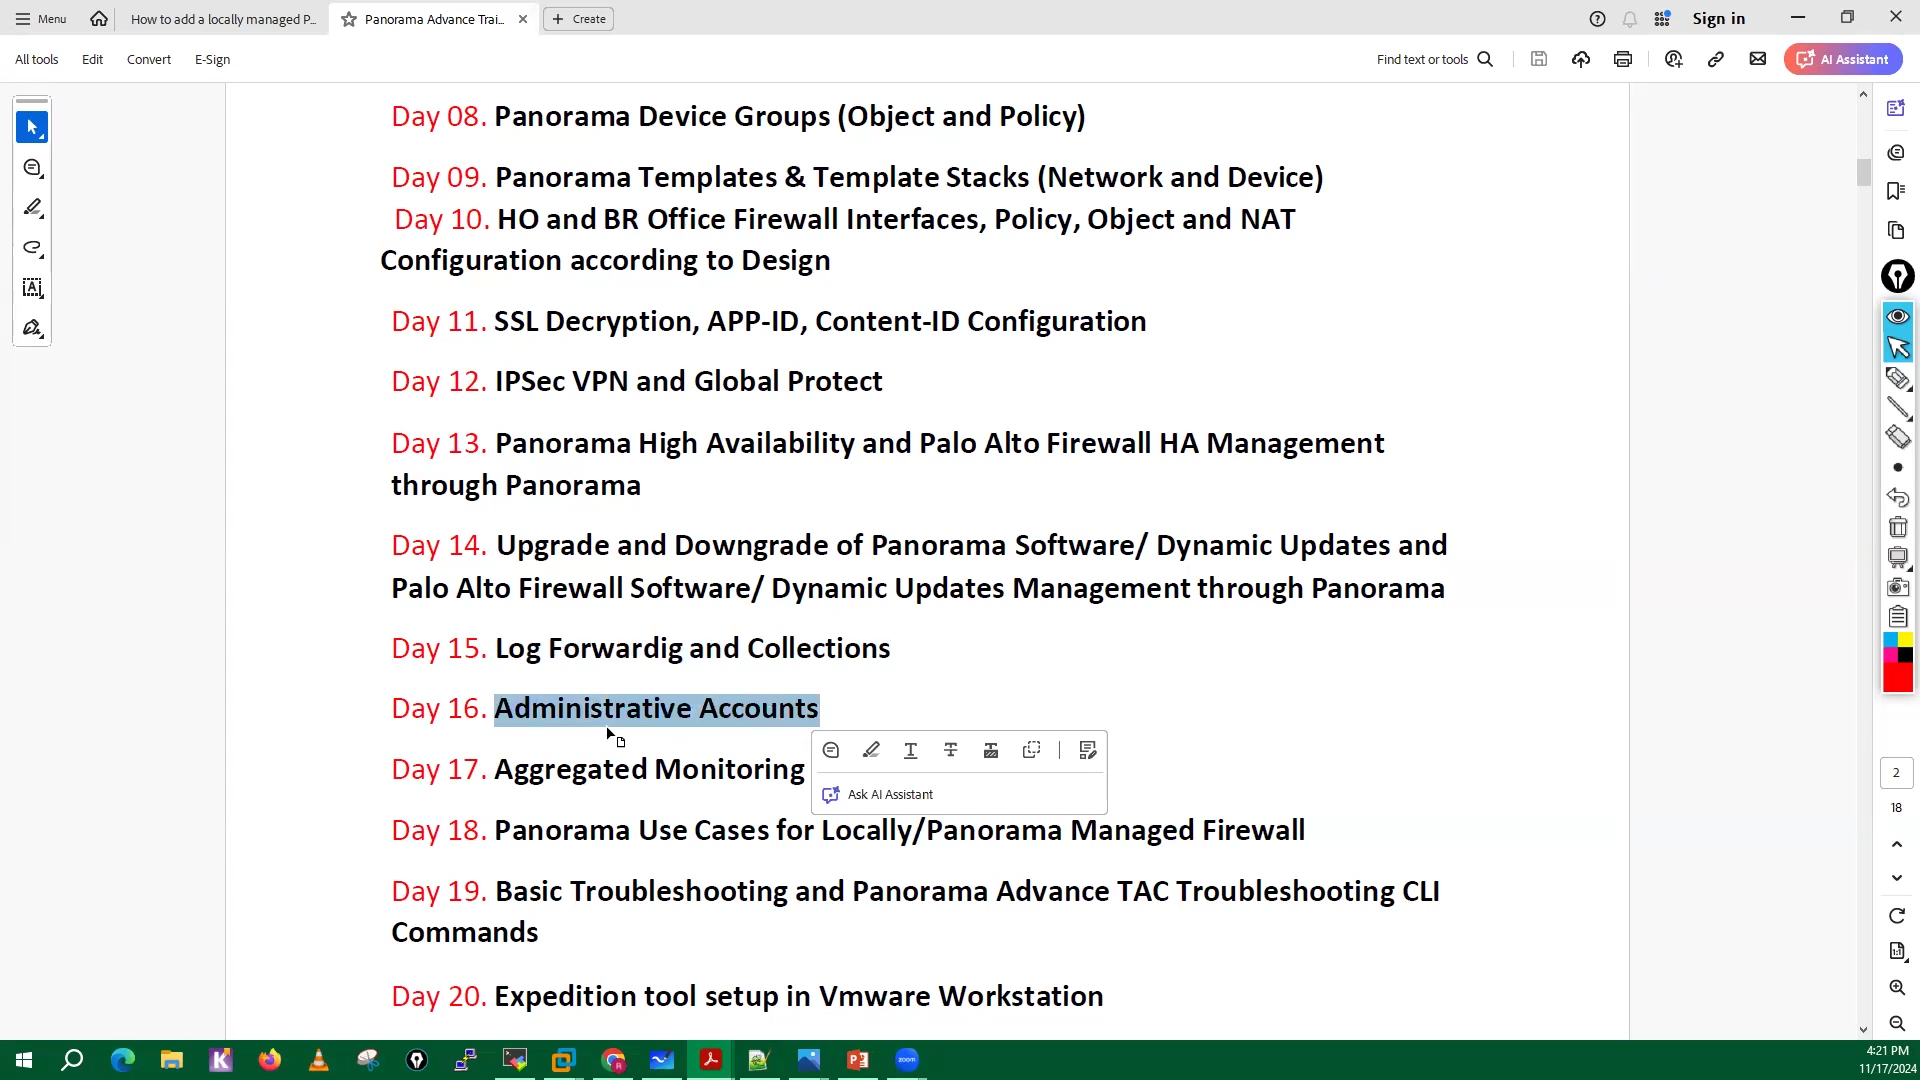 Menu
How to add a locally managed P...
Panorama Advance Trai...
Create
Sign in
All tools
Edit
Convert
E-Sign
Find text or tools
AI Assistant
Day 08. Panorama Device Groups (Object and Policy)
Day 09. Panorama Templates & Template Stacks (Network and Device)
Day 10. HO and BR Office Firewall Interfaces, Policy, Object and NAT
Configuration according to Design
Day 11. SSL Decryption, APP-ID, Content-ID Configuration
Day 12. IPSec VPN and Global Protect
Day 13. Panorama High Availability and Palo Alto Firewall HA Management
through Panorama
Day 14. Upgrade and Downgrade of Panorama Software/ Dynamic Updates and
Palo Alto Firewall Software/ Dynamic Updates Management through Panorama
Day 15. Log Forwardig and Collections
Day 16. Administrative Accounts
Day 17. Aggregated Monitoring
Ask AI Assistant
Day 18. Panorama Use Cases for Locally/Panorama Managed Firewall
Day 19. Basic Troubleshooting and Panorama Advance TAC Troubleshooting CLI
Commands
Day 20. Expedition tool setup in Vmware Workstation
2
18
zoom
4:21 PM
11/17/2024